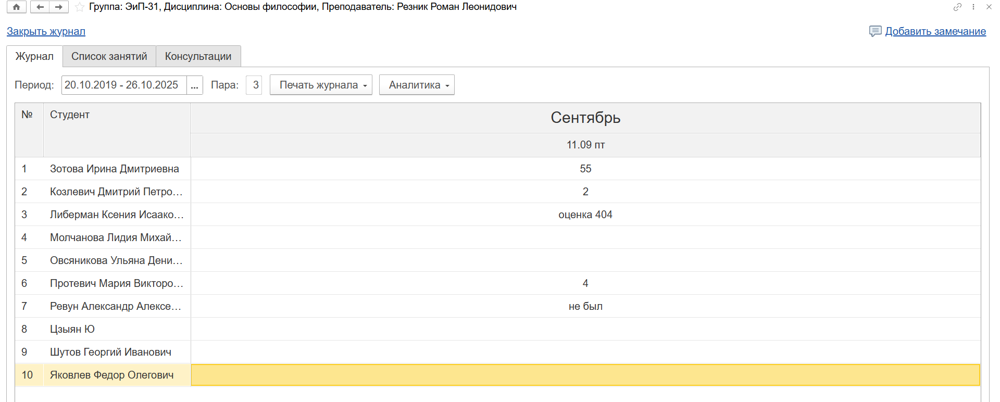 Группа: ЭиП-31, Дисциплина: Основы философии, Преподаватель: Резник Роман Леонидович
Закрыть журнал
Добавить замечание
Журнал Список занятий Консультации
Период: 20.10.2019 - 26.10.2025 ... Пара: 3 Печать журнала Аналитика
№ Студент Сентябрь
11.09 пт
1 Зотова Ирина Дмитриевна 55
2 Козлевич Дмитрий Петро... 2
3 Либерман Ксения Исаако... оценка 404
4 Молчанова Лидия Михай...
5 Овсяникова Ульяна Дени...
6 Протевич Мария Викторо... 4
7 Ревун Александр Алексе... не был
8 Цзыян Ю
9 Шутов Георгий Иванович
10 Яковлев Федор Олегович